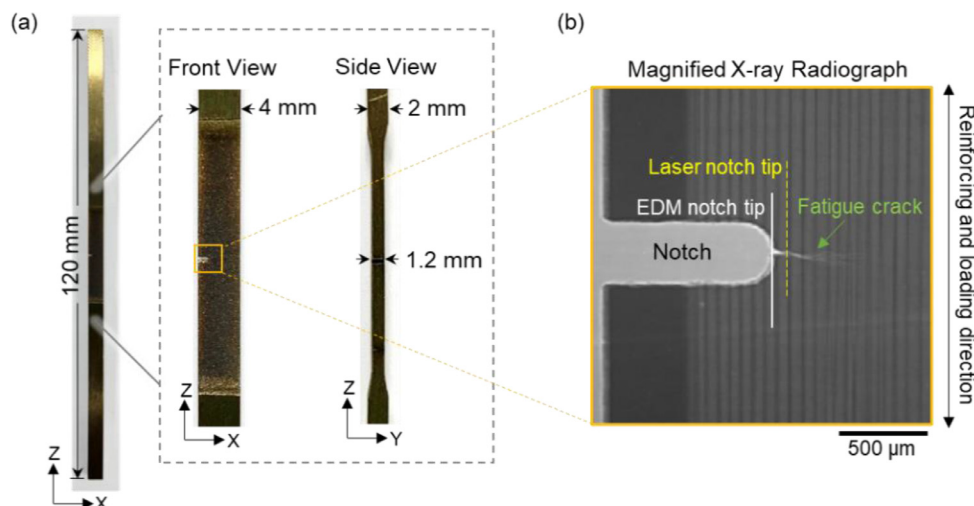 (a)
120 mm
Z
X
Front View
4 mm
Z
X
Side View
2 mm
1.2 mm
Z
Y
(b)
Magnified X-ray Radiograph
Laser notch tip
EDM notch tip
Fatigue crack
Notch
Reinforcing and loading direction
500 µm